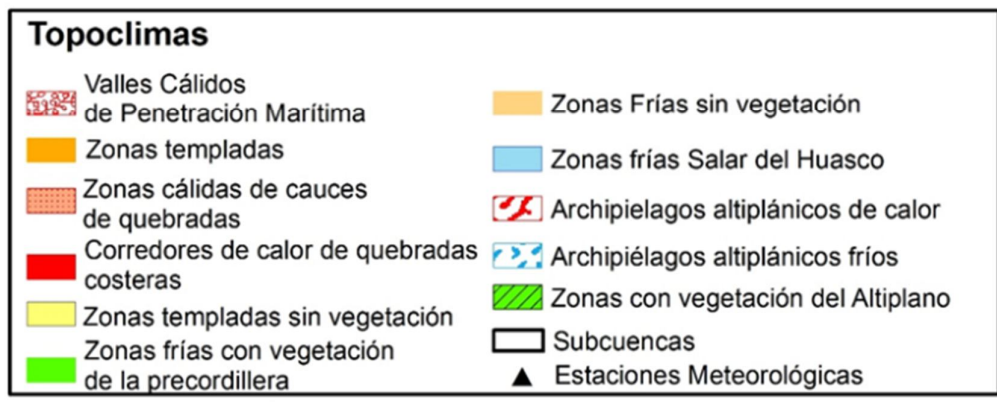 Topoclimas
Valles Cálidos
de Penetración Marítima
Zonas templadas
Zonas cálidas de cauces
de quebradas
Corredores de calor de quebradas
costeras
Zonas templadas sin vegetación
Zonas frías con vegetación
de la precordillera
Zonas Frías sin vegetación
Zonas frías Salar del Huasco
Archipielagos altiplánicos de calor
Archipiélagos altiplánicos fríos
Zonas con vegetación del Altiplano
Subcuencas
Estaciones Meteorológicas